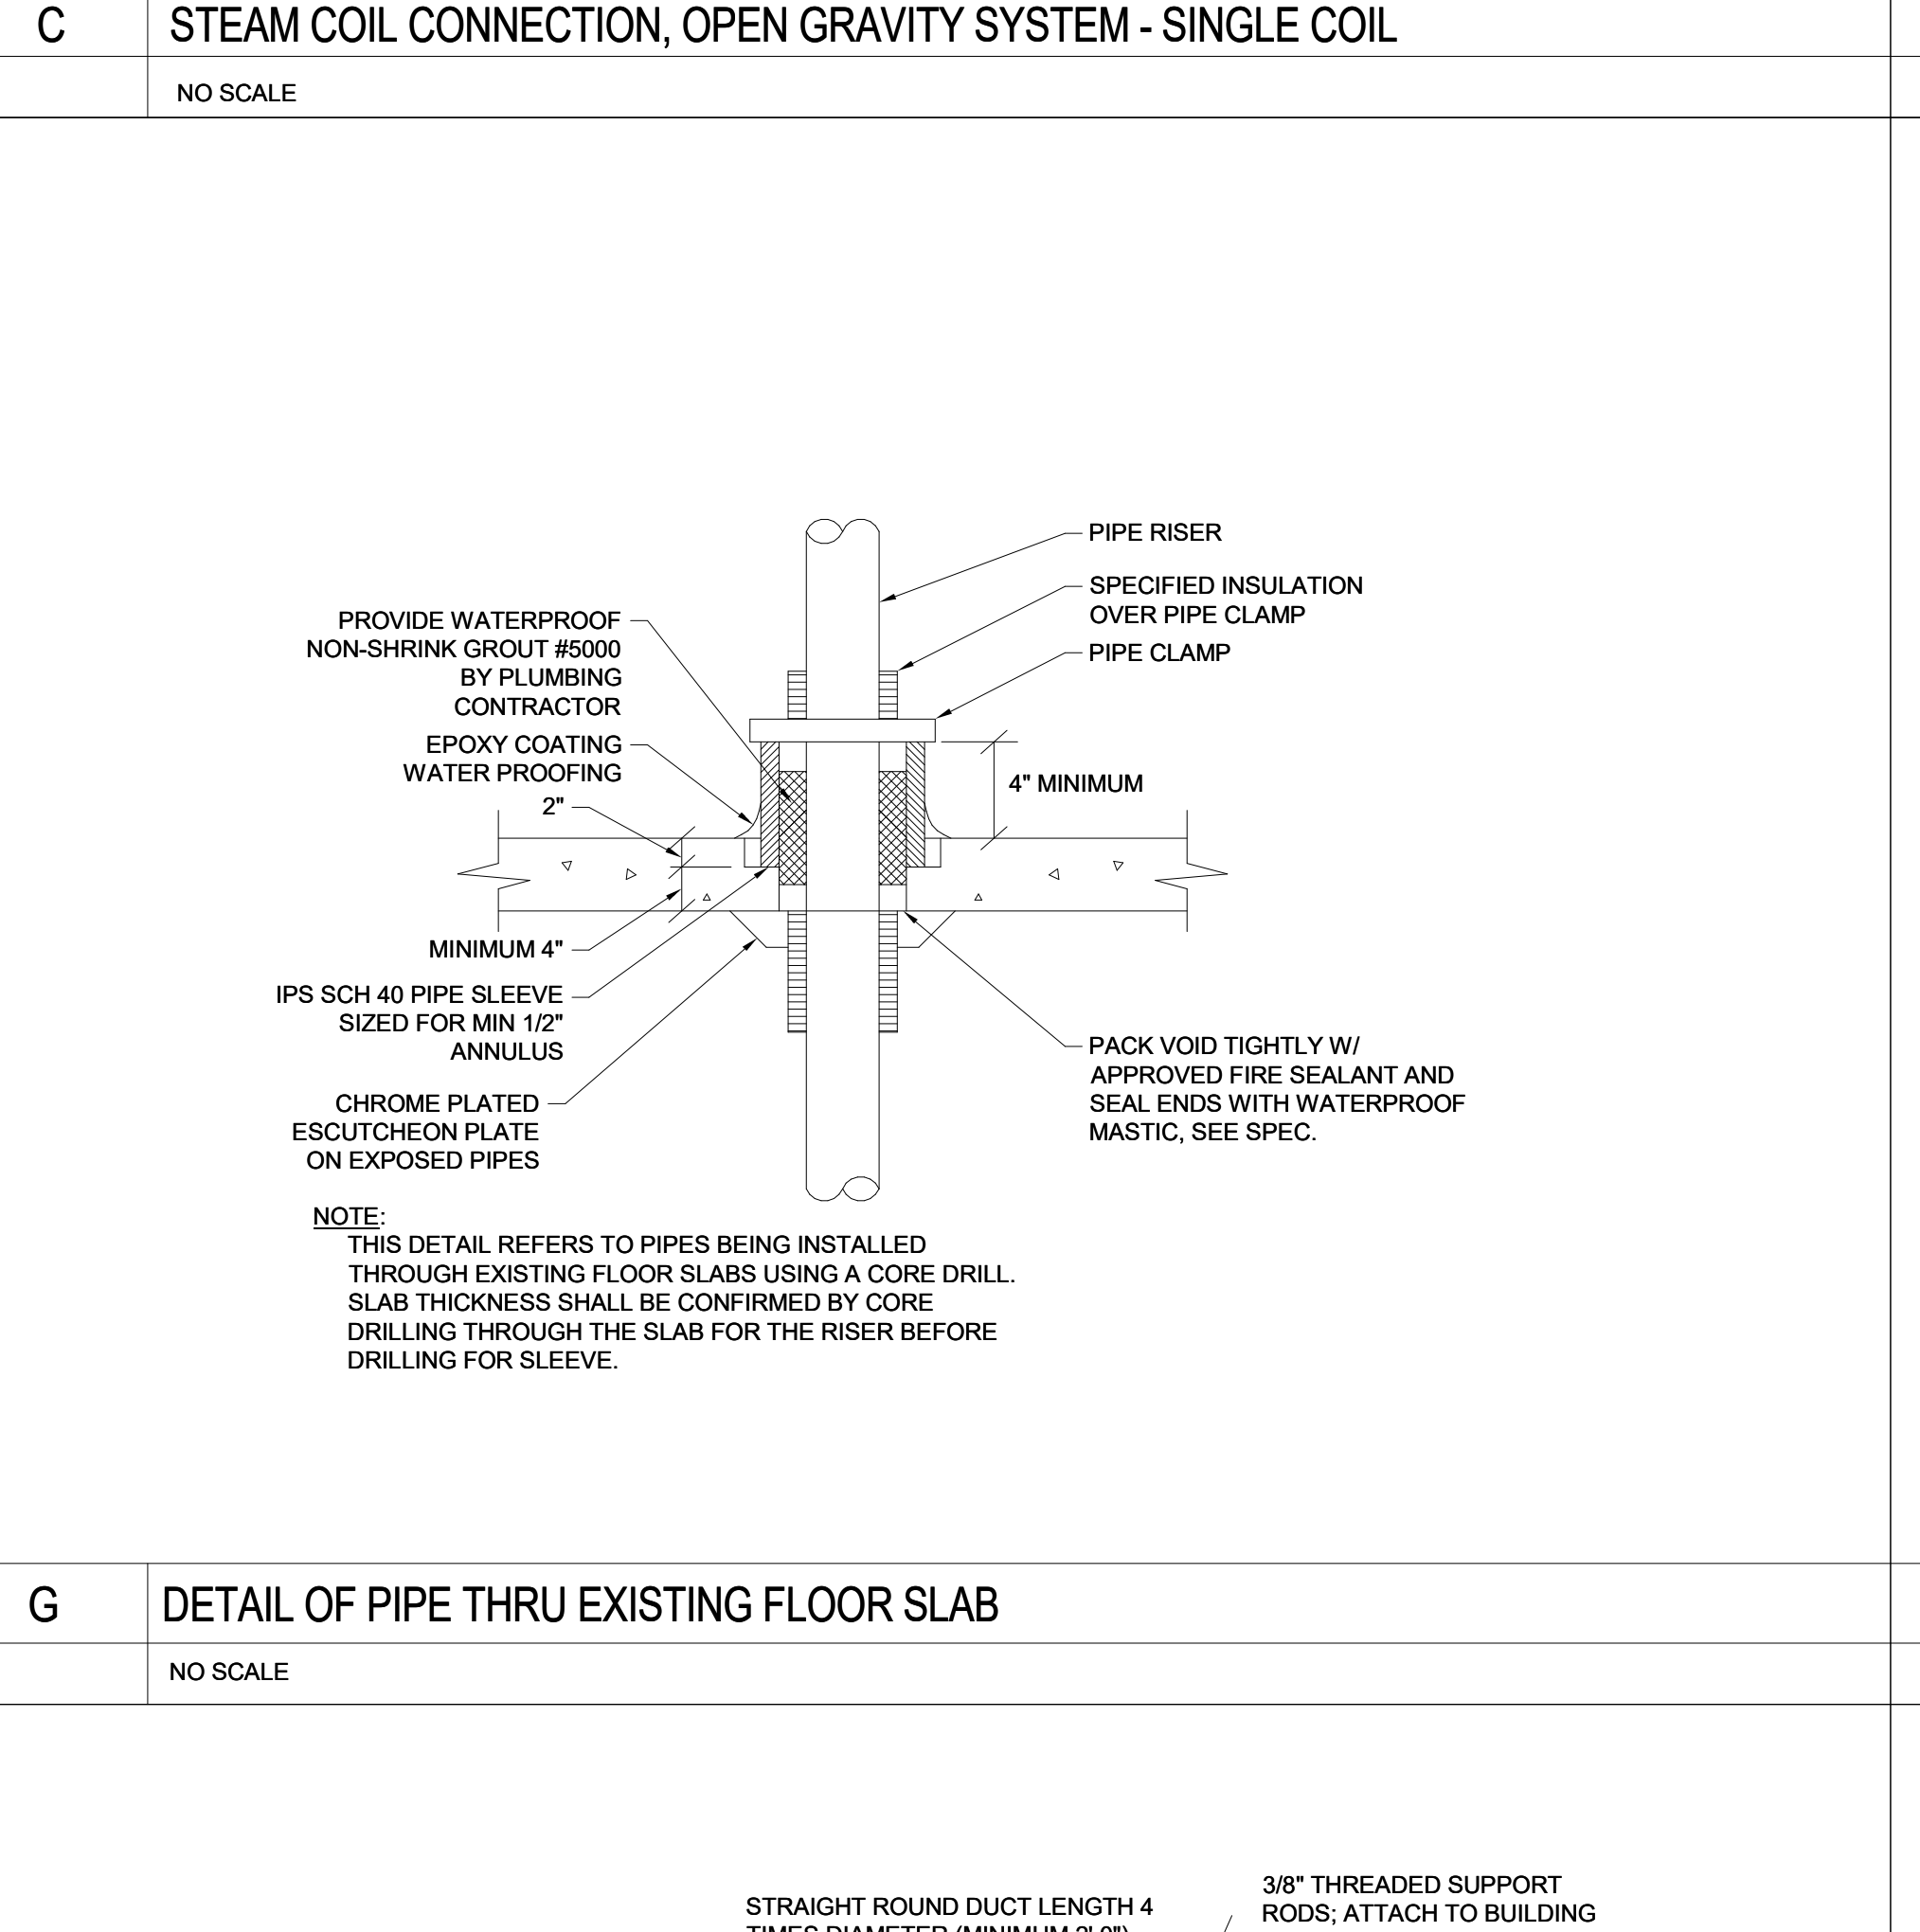 C
STEAM COIL CONNECTION, OPEN GRAVITY SYSTEM - SINGLE COIL
NO SCALE
PIPE RISER
SPECIFIED INSULATION
OVER PIPE CLAMP
PIPE CLAMP
PROVIDE WATERPROOF
NON-SHRINK GROUT #5000
BY PLUMBING
CONTRACTOR
EPOXY COATING
WATER PROOFING
2"
4" MINIMUM
MINIMUM 4"
IPS SCH 40 PIPE SLEEVE
SIZED FOR MIN 1/2"
ANNULUS
CHROME PLATED
ESCUTCHEON PLATE
ON EXPOSED PIPES
PACK VOID TIGHTLY W/
APPROVED FIRE SEALANT AND
SEAL ENDS WITH WATERPROOF
MASTIC, SEE SPEC.
NOTE:
THIS DETAIL REFERS TO PIPES BEING INSTALLED
THROUGH EXISTING FLOOR SLABS USING A CORE DRILL.
SLAB THICKNESS SHALL BE CONFIRMED BY CORE
DRILLING THROUGH THE SLAB FOR THE RISER BEFORE
DRILLING FOR SLEEVE.
G
DETAIL OF PIPE THRU EXISTING FLOOR SLAB
NO SCALE
STRAIGHT ROUND DUCT LENGTH 4
TIMES DIAMETER (MINIMUM 2'-0")
3/8" THREADED SUPPORT
RODS; ATTACH TO BUILDING